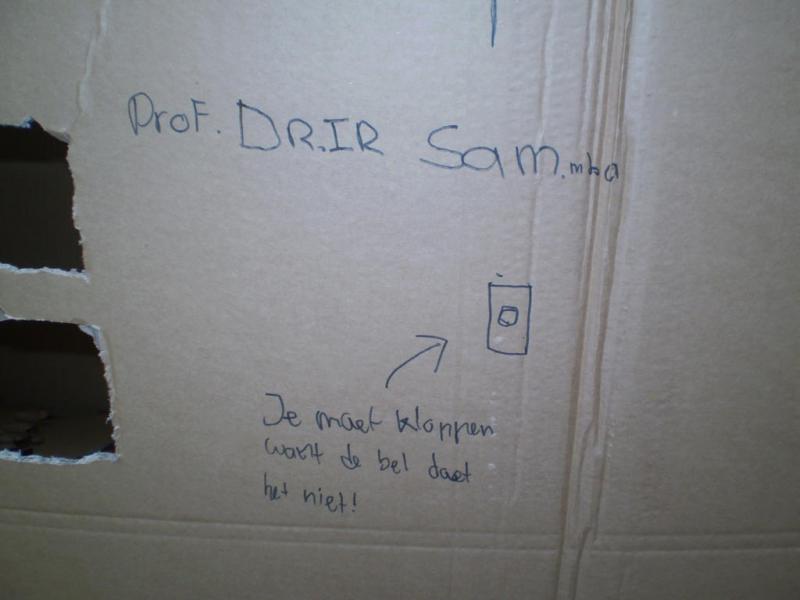 Prof. DR.IR Sam.mba
Je moet kloppen
want de bel doet
het niet!